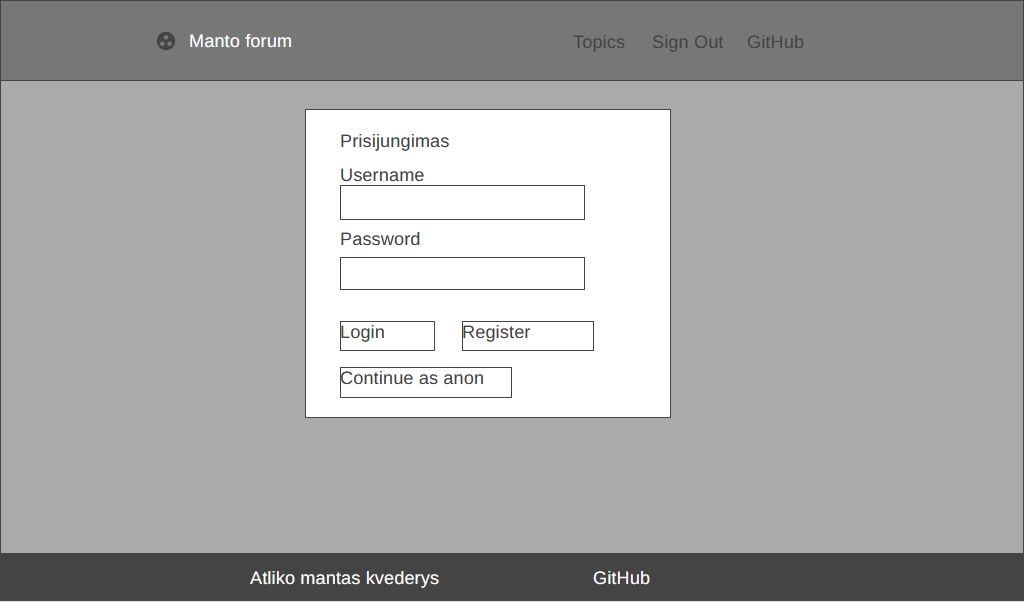 Manto forum
Topics Sign Out GitHub
Prisijungimas
Username
Password
Login Register
Continue as anon
Atliko mantas kvederys GitHub